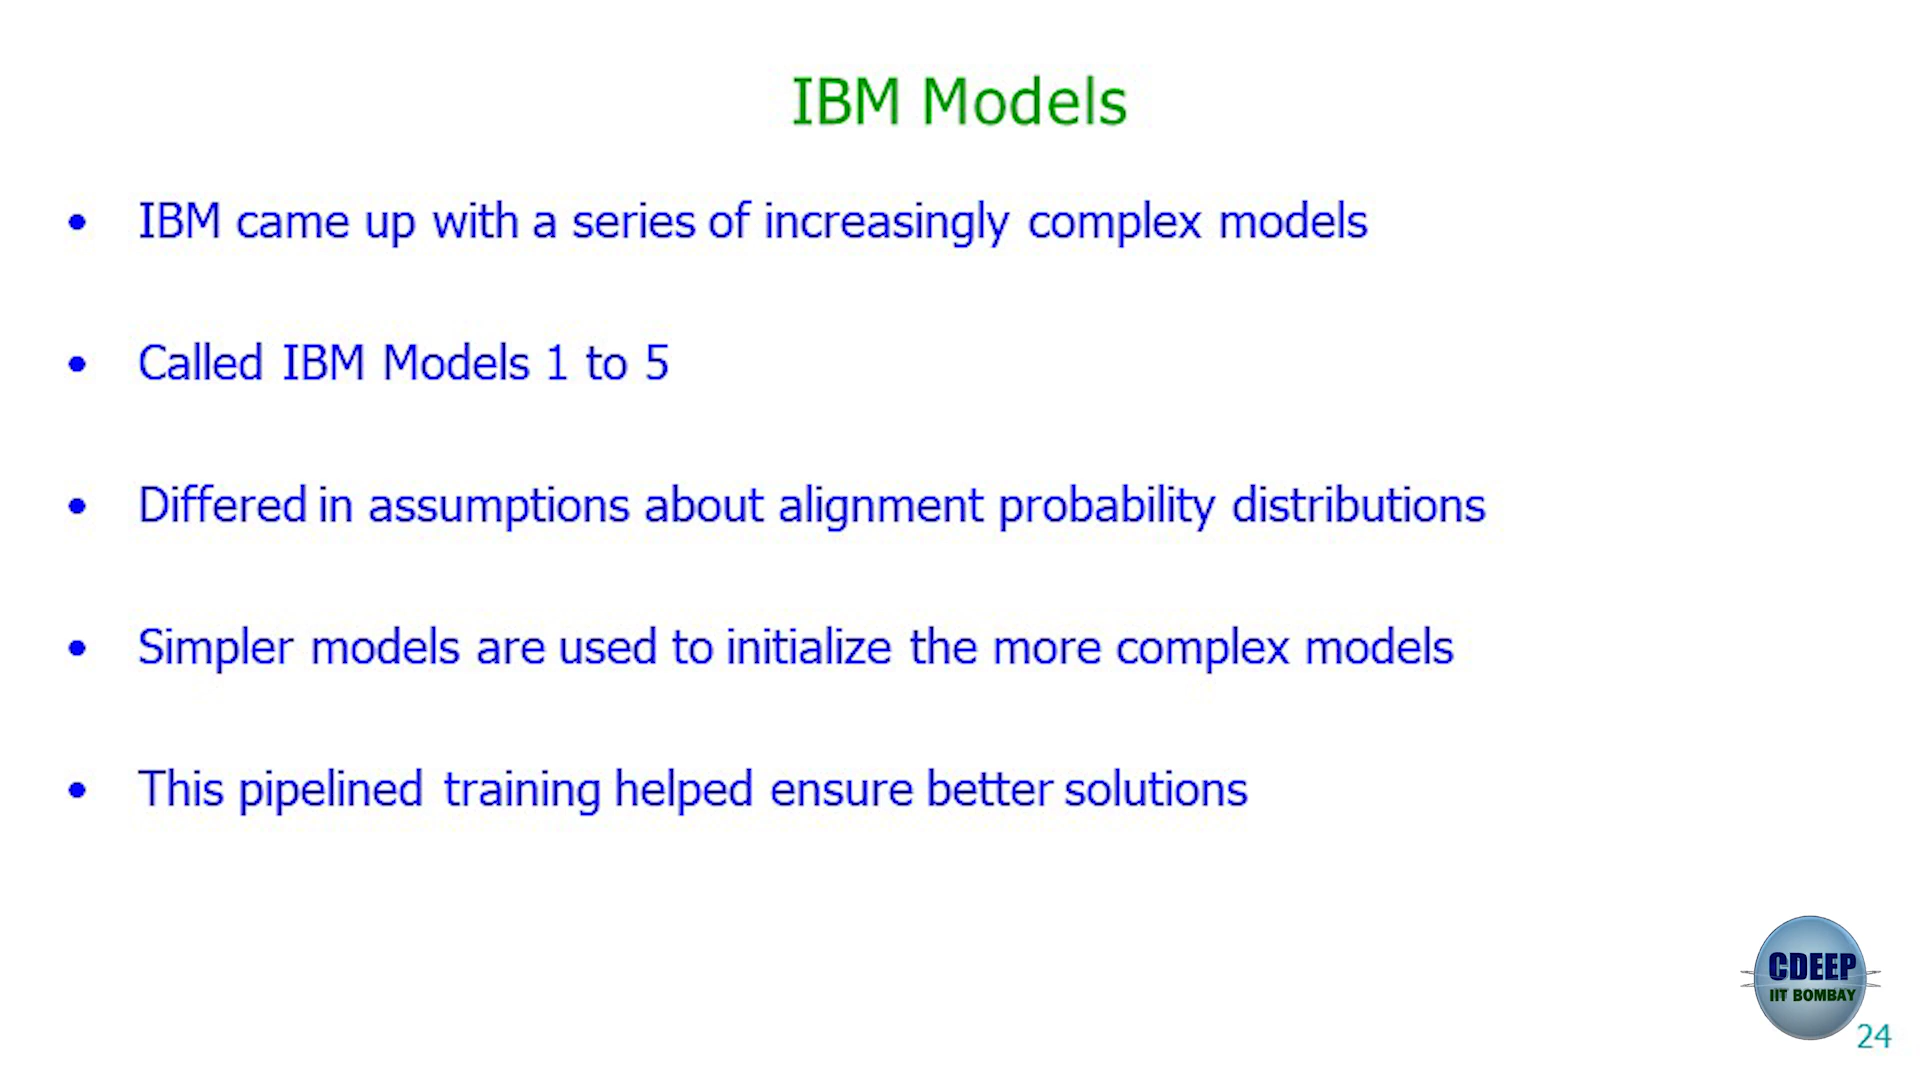 IBM Models
• IBM came up with a series of increasingly complex models
• Called IBM Models 1 to 5
• Differed in assumptions about alignment probability distributions
• Simpler models are used to initialize the more complex models
• This pipelined training helped ensure better solutions
CDEEP
IIT BOMBAY
24